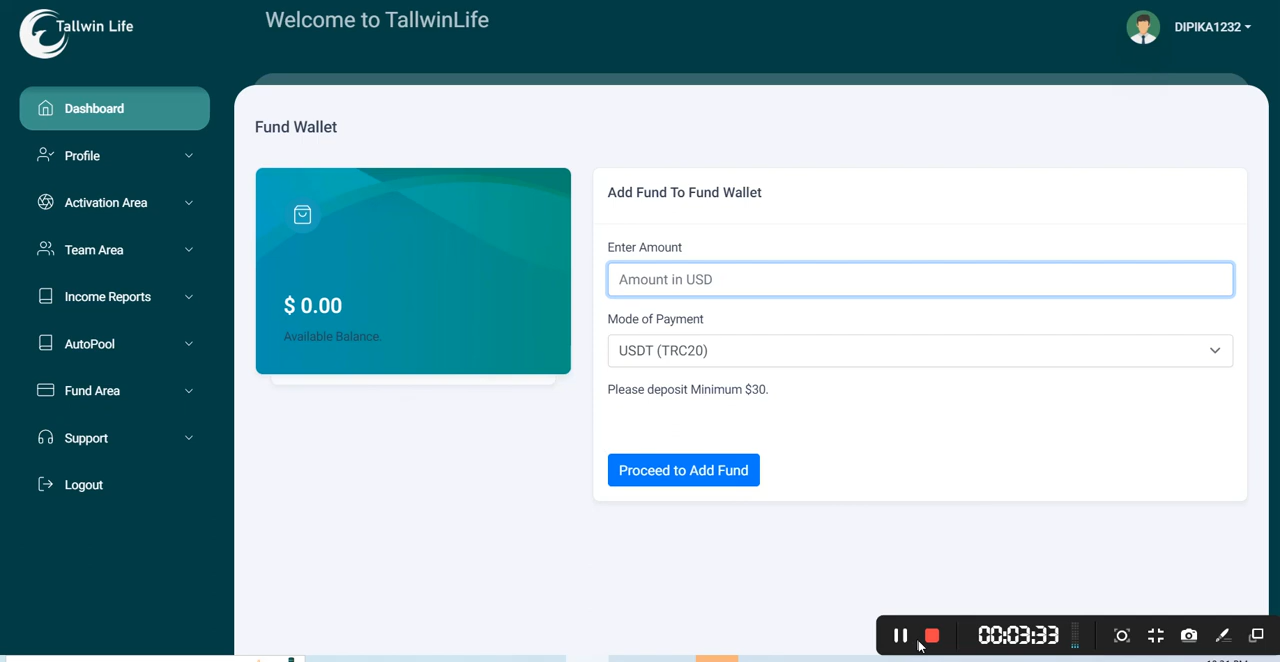 Tallwin Life
Welcome to TallwinLife
DIPIKA1232
Dashboard
Profile
Activation Area
Team Area
Income Reports
AutoPool
Fund Area
Support
Logout
Fund Wallet
$ 0.00
Available Balance.
Add Fund To Fund Wallet
Enter Amount
Amount in USD
Mode of Payment
USDT (TRC20)
Please deposit Minimum $30.
Proceed to Add Fund
00:03:33